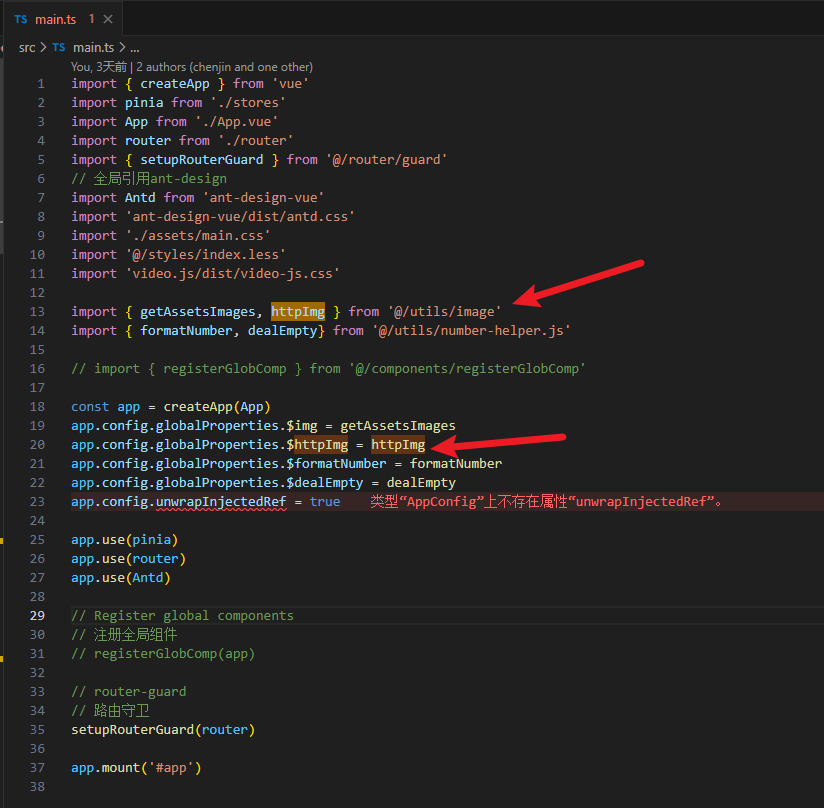 TS main.ts 1 ×
src > TS main.ts > ...
You, 3天前 | 2 authors (chenjin and one other)
1 import { createApp } from 'vue'
2 import pinia from './stores'
3 import App from './App.vue'
4 import router from './router'
5 import { setupRouterGuard } from '@/router/guard'
6 // 全局引用ant-design
7 import Antd from 'ant-design-vue'
8 import 'ant-design-vue/dist/antd.css'
9 import './assets/main.css'
10 import '@/styles/index.less'
11 import 'video.js/dist/video-js.css'
12
13 import { getAssetsImages, httpImg } from '@/utils/image'
14 import { formatNumber, dealEmpty} from '@/utils/number-helper.js'
15
16 // import { registerGlobComp } from '@/components/registerGlobComp'
17
18 const app = createApp(App)
19 app.config.globalProperties.$img = getAssetsImages
20 app.config.globalProperties.$httpImg = httpImg
21 app.config.globalProperties.$formatNumber = formatNumber
22 app.config.globalProperties.$dealEmpty = dealEmpty
23 app.config.unwrapInjectedRef = true 类型“AppConfig”上不存在属性“unwrapInjectedRef”。
24
25 app.use(pinia)
26 app.use(router)
27 app.use(Antd)
28
29 // Register global components
30 // 注册全局组件
31 // registerGlobComp(app)
32
33 // router-guard
34 // 路由守卫
35 setupRouterGuard(router)
36
37 app.mount('#app')
38